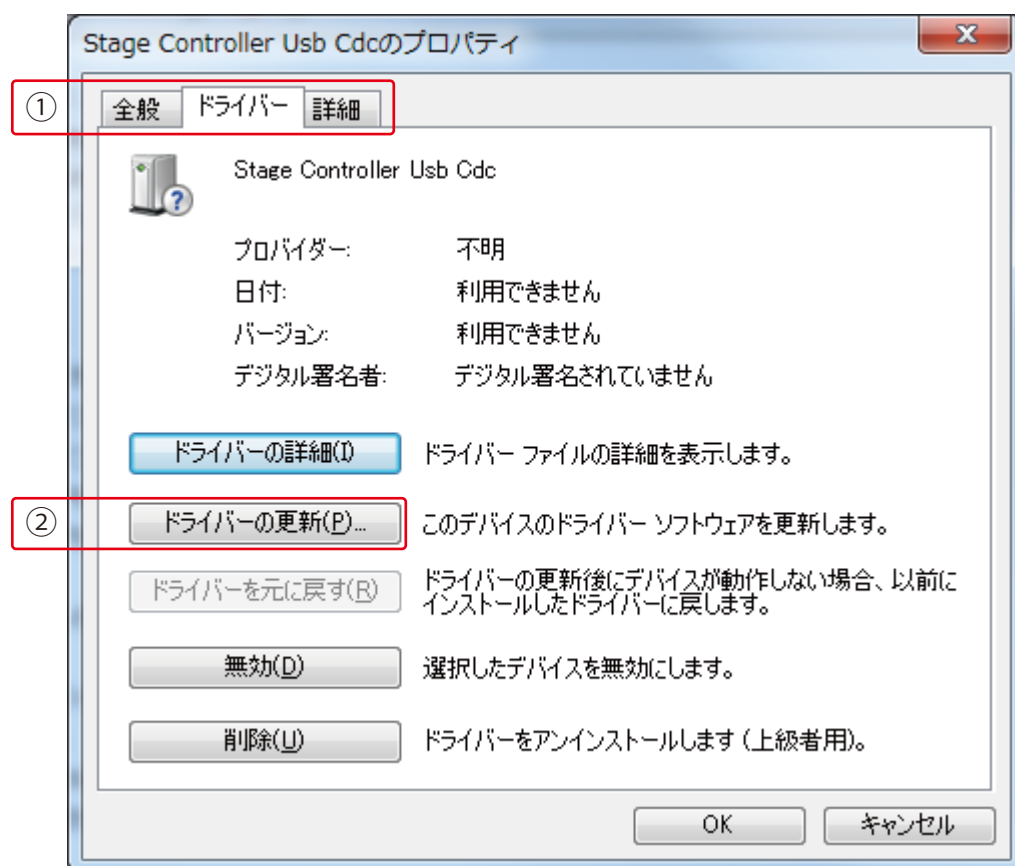 Stage Controller Usb Cdcのプロパティ
① 全般 ドライバー 詳細
Stage Controller Usb Cdc
プロバイダー: 不明
日付: 利用できません
バージョン: 利用できません
デジタル署名者: デジタル署名されていません
ドライバーの詳細(I) ドライバー ファイルの詳細を表示します。
② ドライバーの更新(P)... このデバイスのドライバー ソフトウェアを更新します。
ドライバーを元に戻す(R) ドライバーの更新後にデバイスが動作しない場合、以前に
インストールしたドライバーに戻します。
無効(D) 選択したデバイスを無効にします。
削除(U) ドライバーをアンインストールします (上級者用)。
OK キャンセル